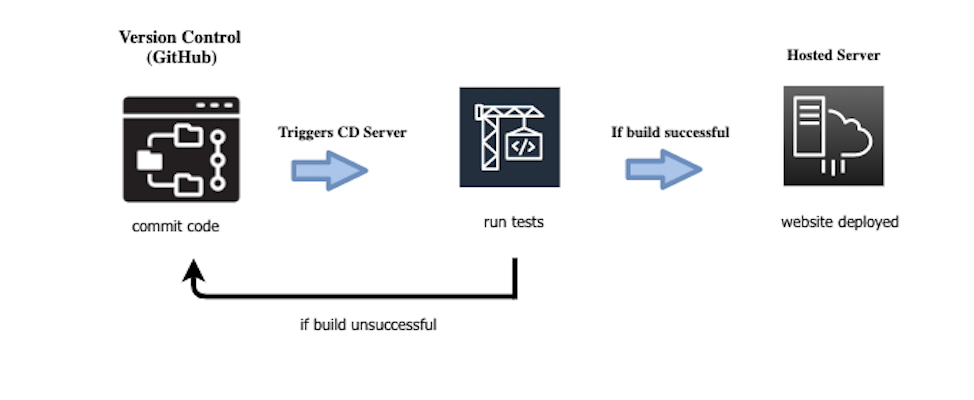 Version Control
(GitHub)
Hosted Server
Triggers CD Server
If build successful
</>
commit code
run tests
website deployed
if build unsuccessful